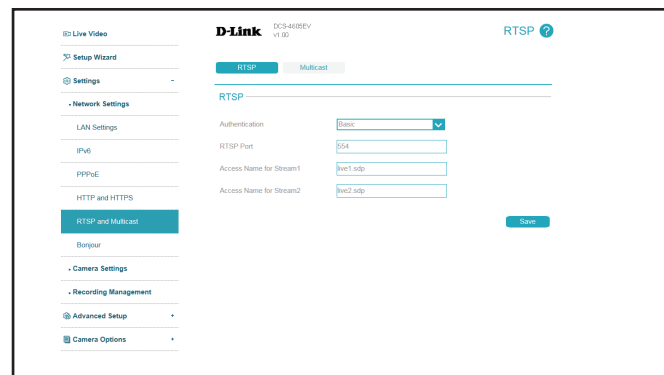 Live Video
Setup Wizard
Settings -
• Network Settings
LAN Settings
IPv6
PPPoE
HTTP and HTTPS
RTSP and Multicast
Bonjour
• Camera Settings
• Recording Management
Advanced Setup +
Camera Options +
D-Link DCS-4605EV
v1.00
RTSP ?
RTSP Multicast
RTSP
Authentication Basic
RTSP Port 554
Access Name for Stream1 live1.sdp
Access Name for Stream2 live2.sdp
Save